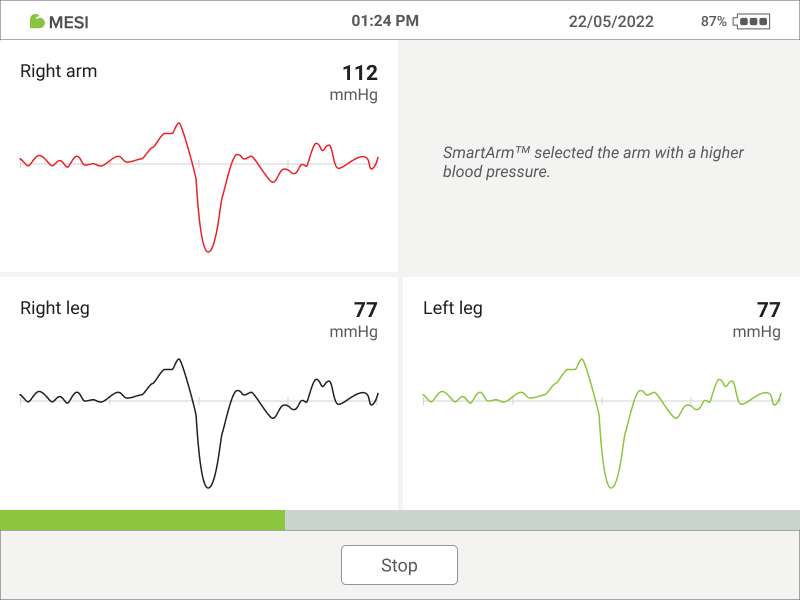 MESI
01:24 PM
22/05/2022
87%
Right arm
112
mmHg
SmartArm™ selected the arm with a higher
blood pressure.
Right leg
77
mmHg
Left leg
77
mmHg
Stop